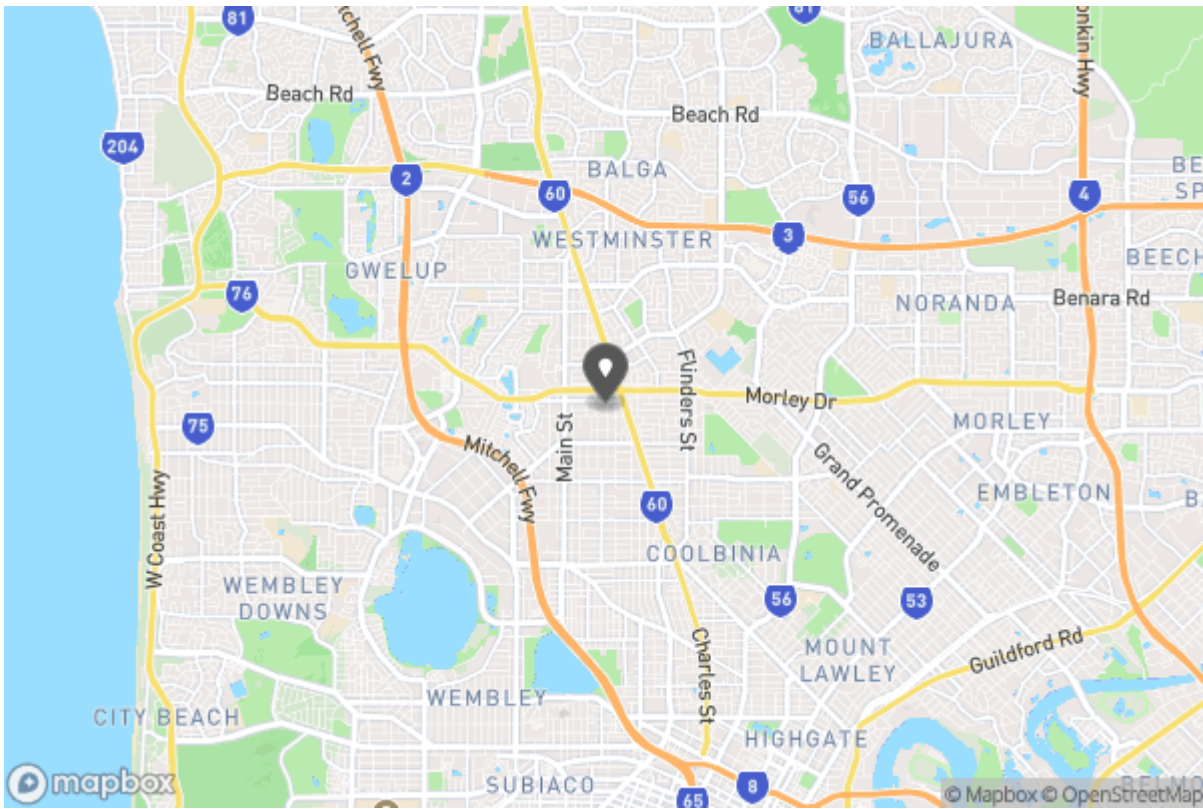 81
61
BALLAJURA
Mitchell Fwy
Tonkin Hwy
Beach Rd
Beach Rd
204
2
BALGA
60
56
4
WESTMINSTER
3
GWELUP
BEECH
76
NORANDA
Benara Rd
Flinders St
Morley Dr
75
Main St
MORLEY
Mitchell Fwy
Grand Promenade
EMBLETON
W Coast Hwy
60
COOLBINIA
WEMBLEY
DOWNS
56
53
MOUNT
LAWLEY
Guildford Rd
Charles St
WEMBLEY
CITY BEACH
HIGHGATE
mapbox
SUBIACO
8
65
© Mapbox © OpenStreetMap